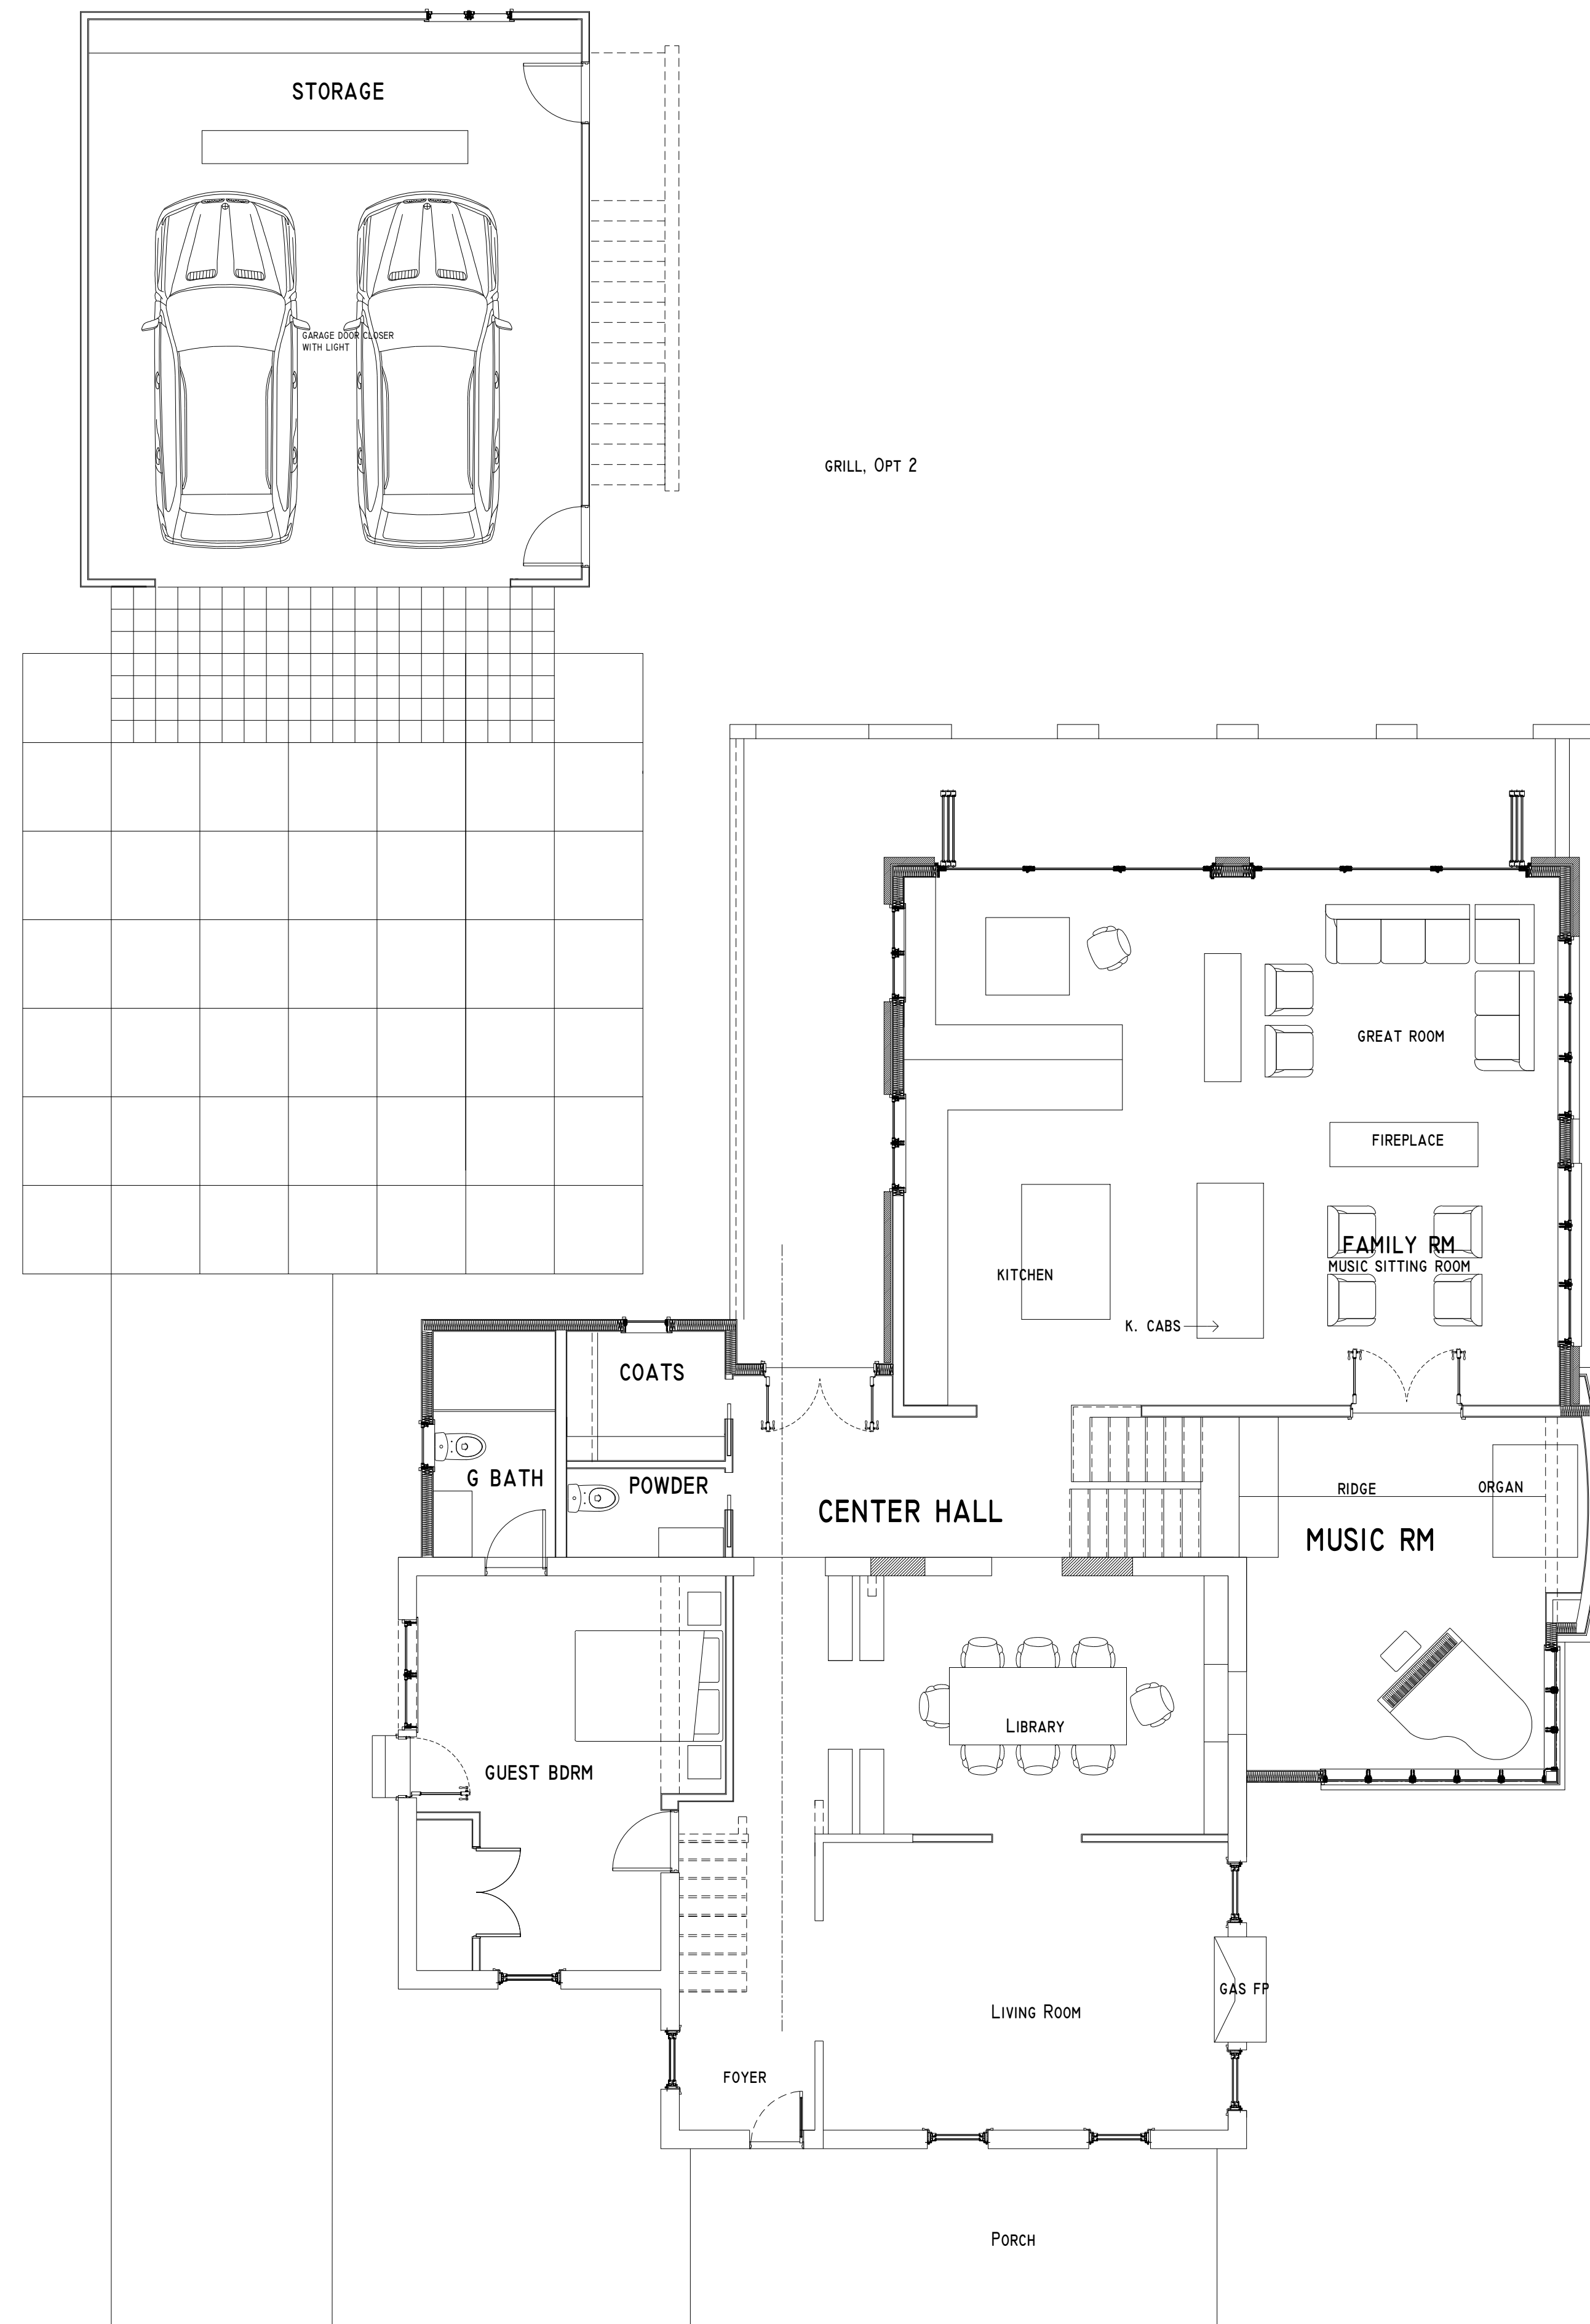 STORAGE
GARAGE DOOR CLOSER
WITH LIGHT
GRILL, OPT 2
GREAT ROOM
FIREPLACE
FAMILY RM
MUSIC SITTING ROOM
KITCHEN
K. CABS
COATS
G BATH
POWDER
CENTER HALL
RIDGE
ORGAN
MUSIC RM
LIBRARY
GUEST BDRM
GAS FP
LIVING ROOM
FOYER
PORCH